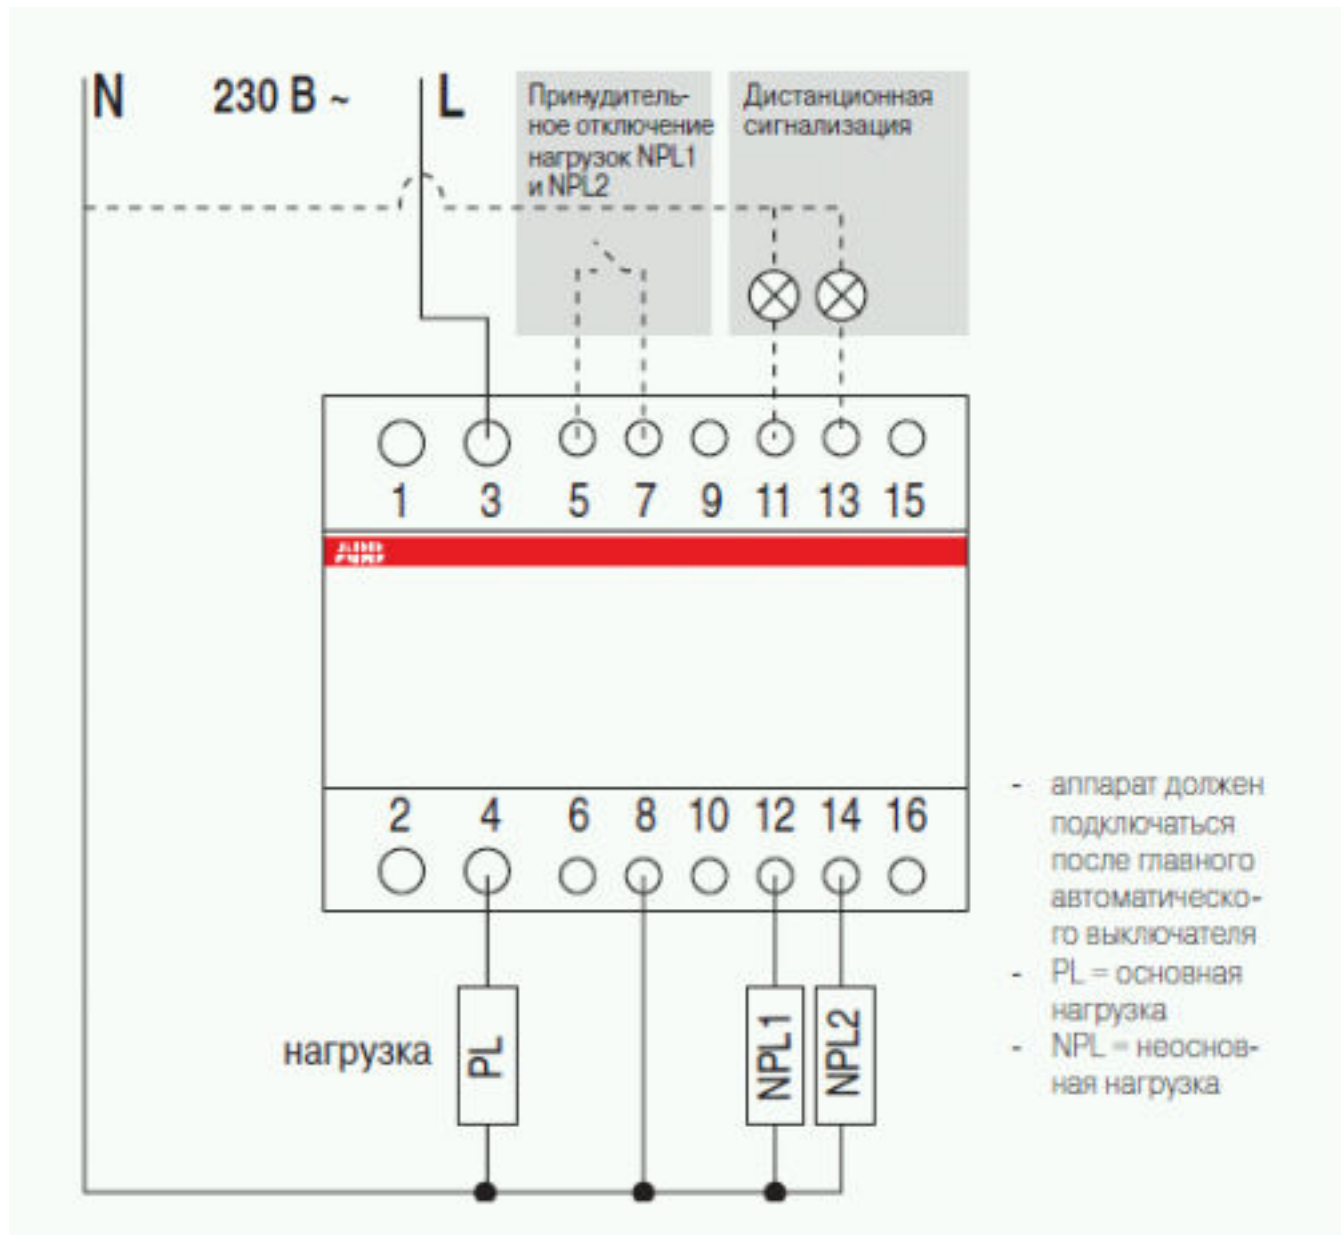 N 230 В ~ L
Принудитель-
ное отключение
нагрузок NPL1
и NPL2
Дистанционная
сигнализация
1 3 5 7 9 11 13 15
ABB
2 4 6 8 10 12 14 16
нагрузка PL NPL1 NPL2
- аппарат должен
подключаться
после главного
автоматическо-
го выключателя
- PL = основная
нагрузка
- NPL = неоснов-
ная нагрузка